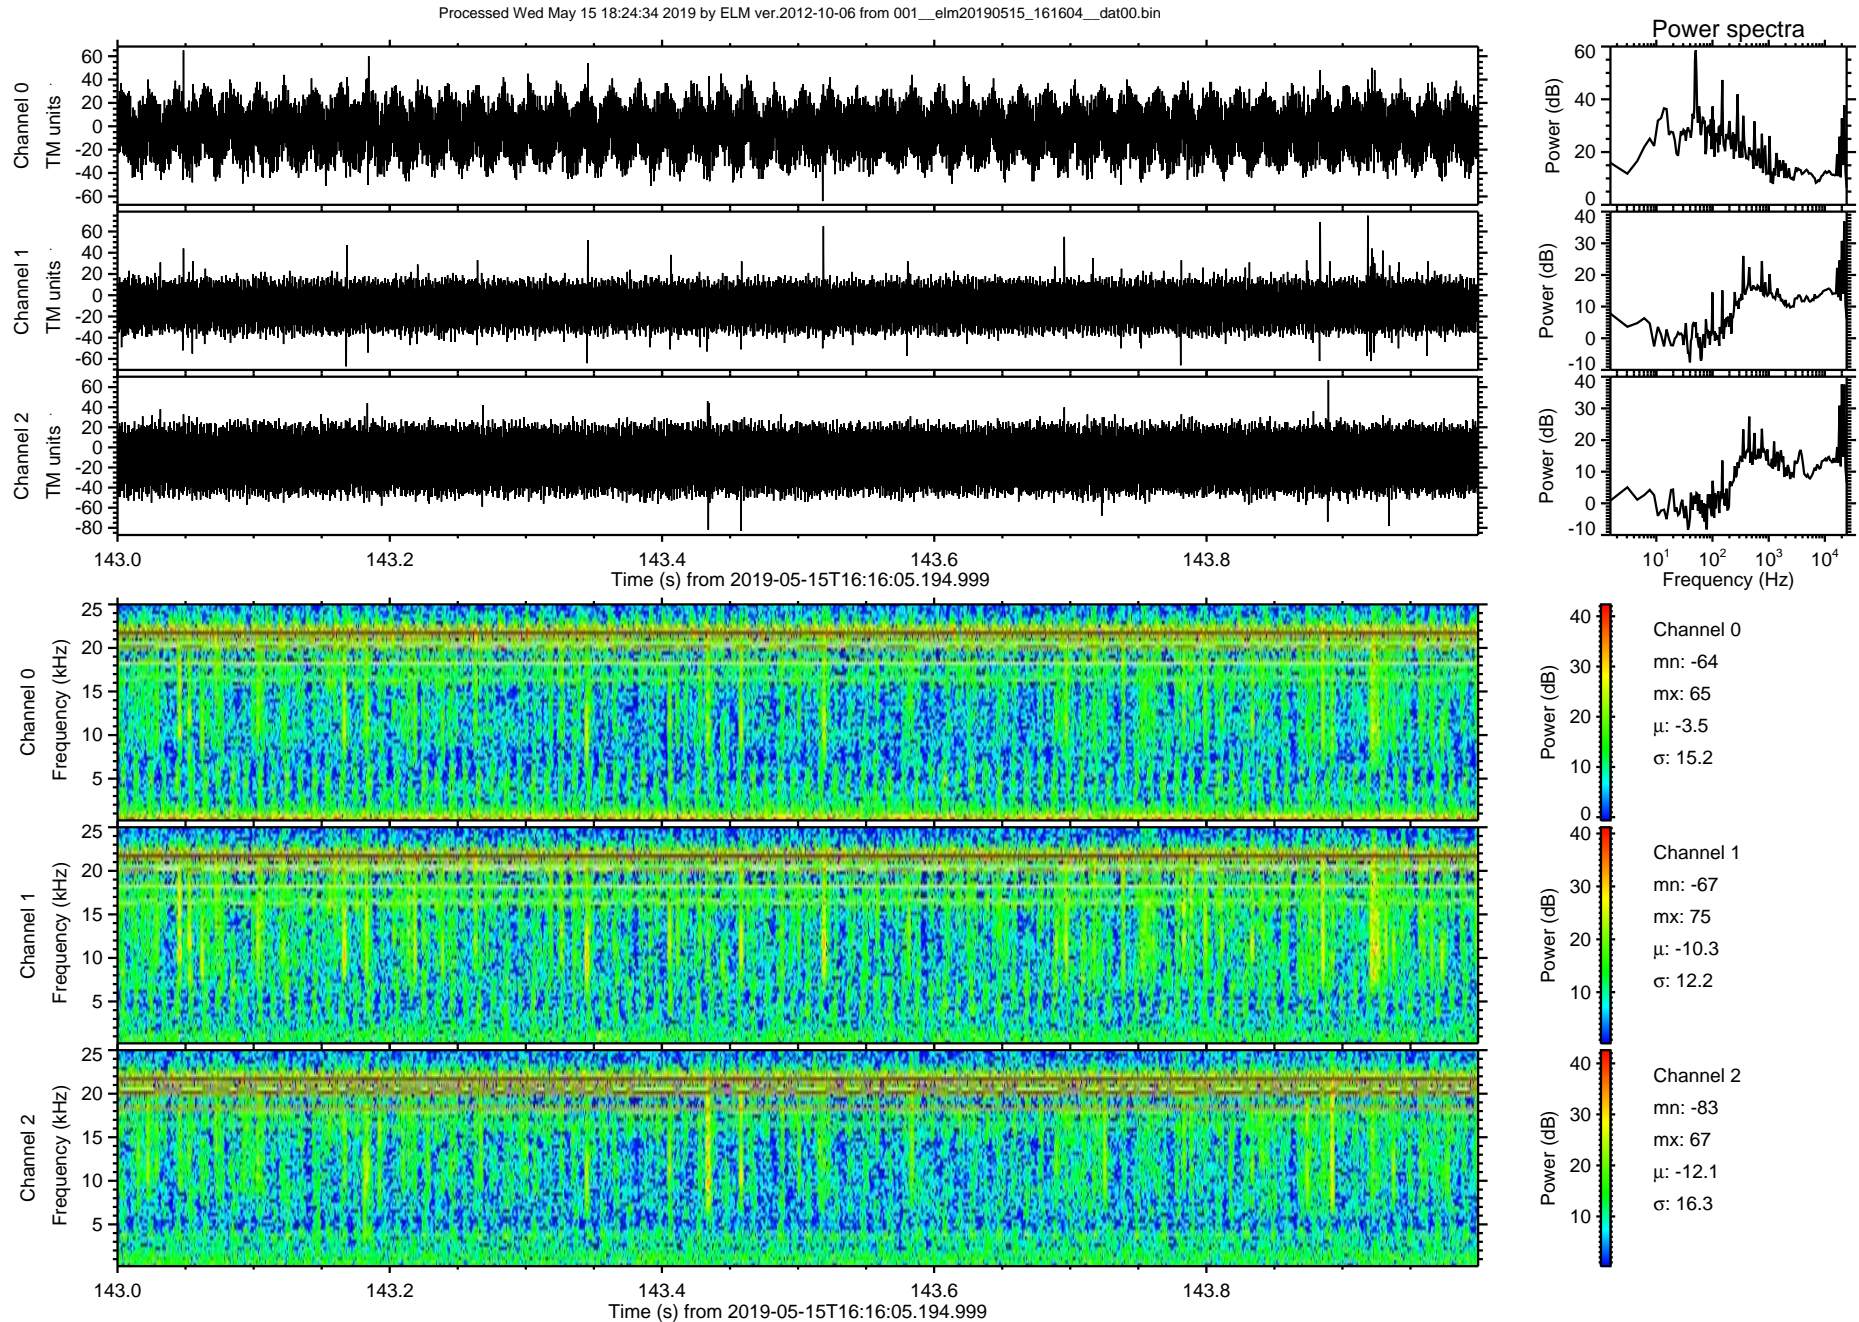 Processed Wed May 15 18:24:34 2019 by ELM ver.2012-10-06 from 001__elm20190515_161604__dat00.bin
Power spectra
Channel 0
TM units
60
40
20
0
-20
-40
-60
Power (dB)
60
40
20
0
Channel 1
TM units
60
40
20
0
-20
-40
-60
Power (dB)
40
30
20
10
0
-10
Channel 2
TM units
60
40
20
0
-20
-40
-60
-80
Power (dB)
40
30
20
10
0
-10
143.0 143.2 143.4 143.6 143.8
Time (s) from 2019-05-15T16:16:05.194.999
10^1 10^2 10^3 10^4
Frequency (Hz)
Channel 0
Frequency (kHz)
25
20
15
10
5
Power (dB)
40
30
20
10
0
Channel 0
mn: -64
mx: 65
μ: -3.5
σ: 15.2
Channel 1
Frequency (kHz)
25
20
15
10
5
Power (dB)
40
30
20
10
Channel 1
mn: -67
mx: 75
μ: -10.3
σ: 12.2
Channel 2
Frequency (kHz)
25
20
15
10
5
Power (dB)
40
30
20
10
Channel 2
mn: -83
mx: 67
μ: -12.1
σ: 16.3
143.0 143.2 143.4 143.6 143.8
Time (s) from 2019-05-15T16:16:05.194.999